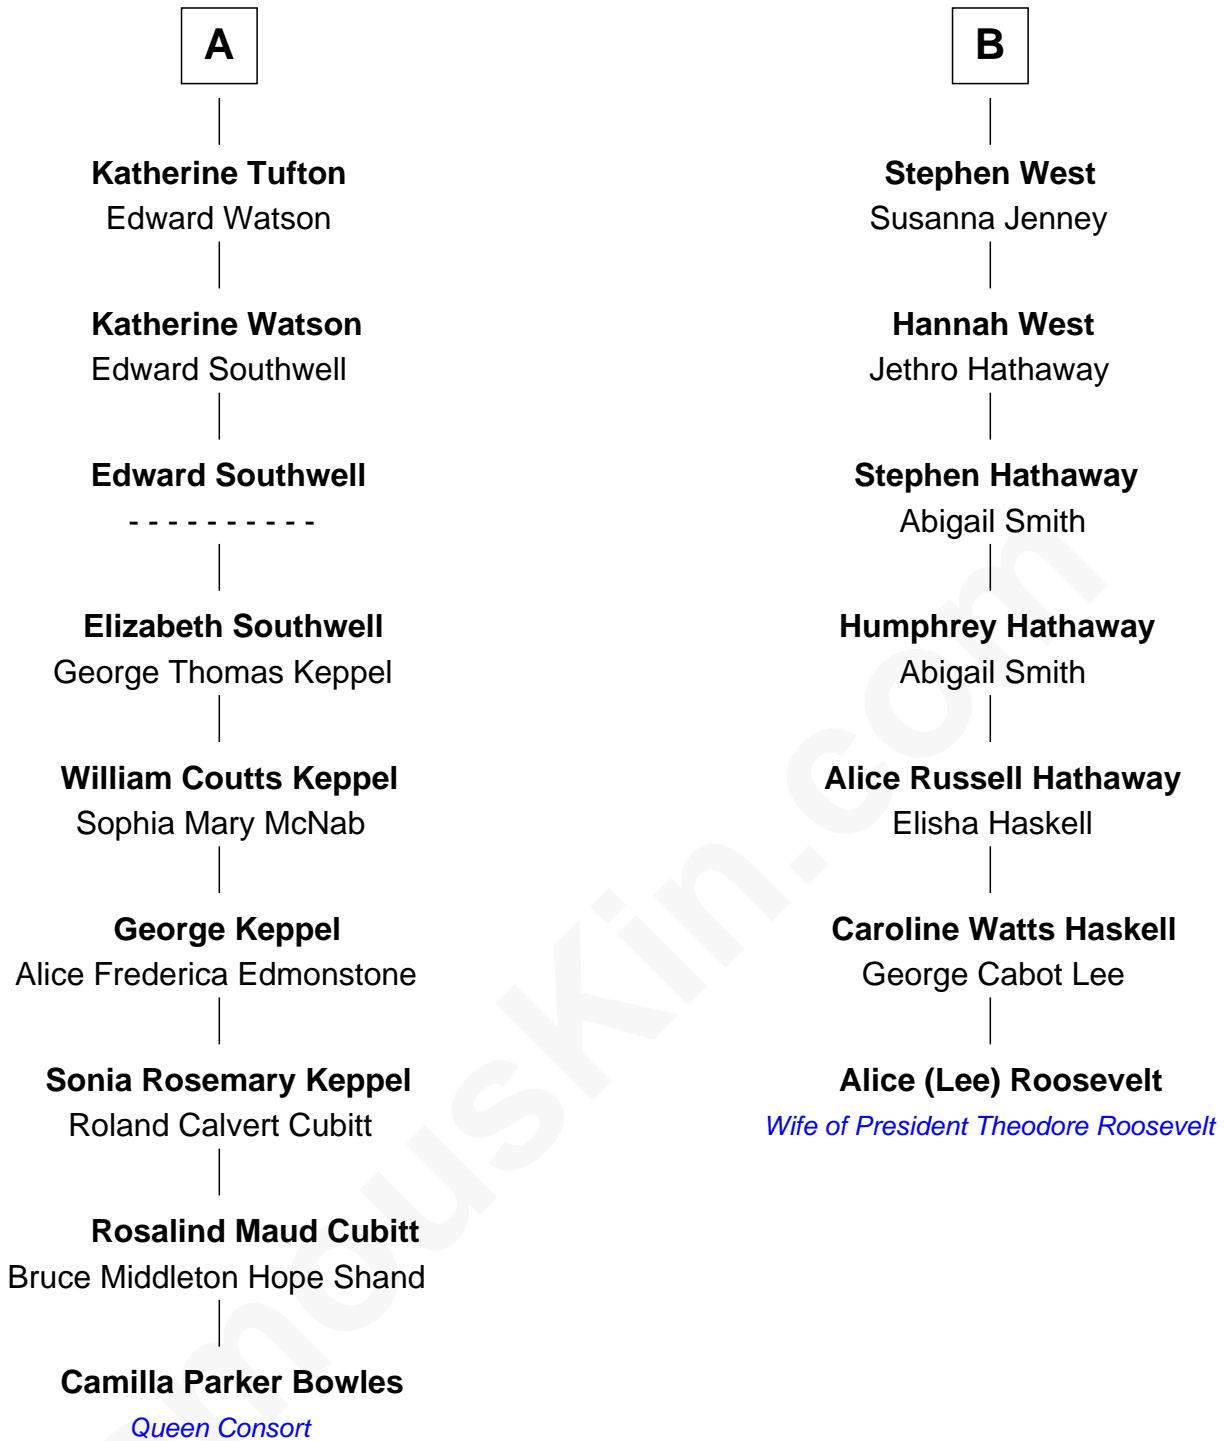 A
Katherine Tufton
Edward Watson
Katherine Watson
Edward Southwell
Edward Southwell
- - - - - - - - - -
Elizabeth Southwell
George Thomas Keppel
William Coutts Keppel
Sophia Mary McNab
George Keppel
Alice Frederica Edmonstone
Sonia Rosemary Keppel
Roland Calvert Cubitt
Rosalind Maud Cubitt
Bruce Middleton Hope Shand
Camilla Parker Bowles
Queen Consort
B
Stephen West
Susanna Jenney
Hannah West
Jethro Hathaway
Stephen Hathaway
Abigail Smith
Humphrey Hathaway
Abigail Smith
Alice Russell Hathaway
Elisha Haskell
Caroline Watts Haskell
George Cabot Lee
Alice (Lee) Roosevelt
Wife of President Theodore Roosevelt
omouskin.com